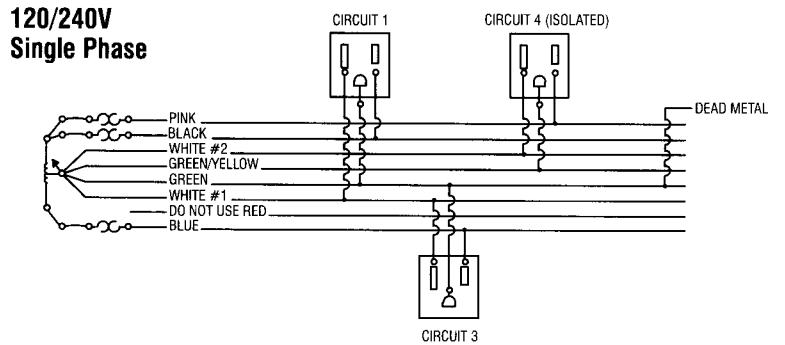 120/240V
Single Phase
CIRCUIT 1
CIRCUIT 4 (ISOLATED)
DEAD METAL
PINK
BLACK
WHITE #2
GREEN/YELLOW
GREEN
WHITE #1
DO NOT USE RED
BLUE
CIRCUIT 3